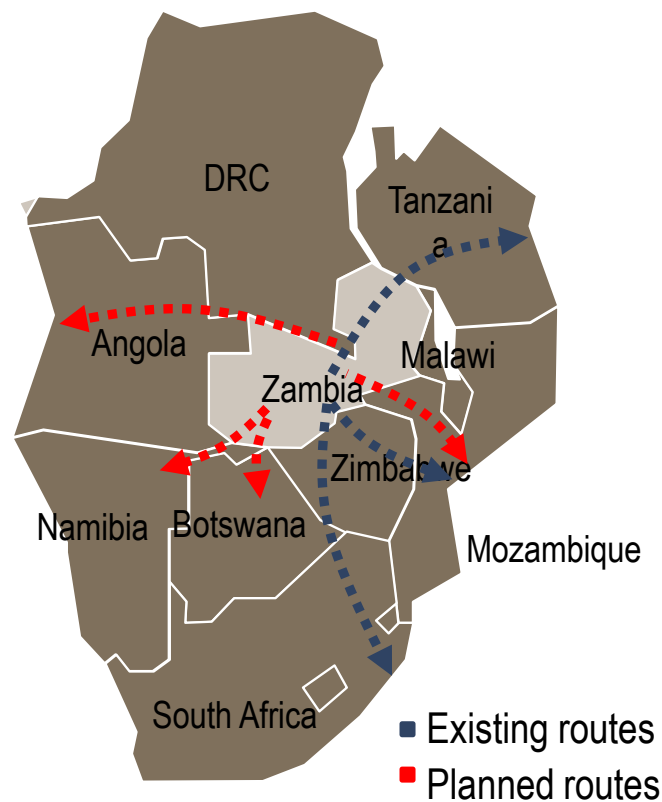 DRC
Tanzani
a
Angola
Malawi
Zambia
Zimbabwe
Namibia
Botswana
Mozambique
South Africa
Existing routes
Planned routes